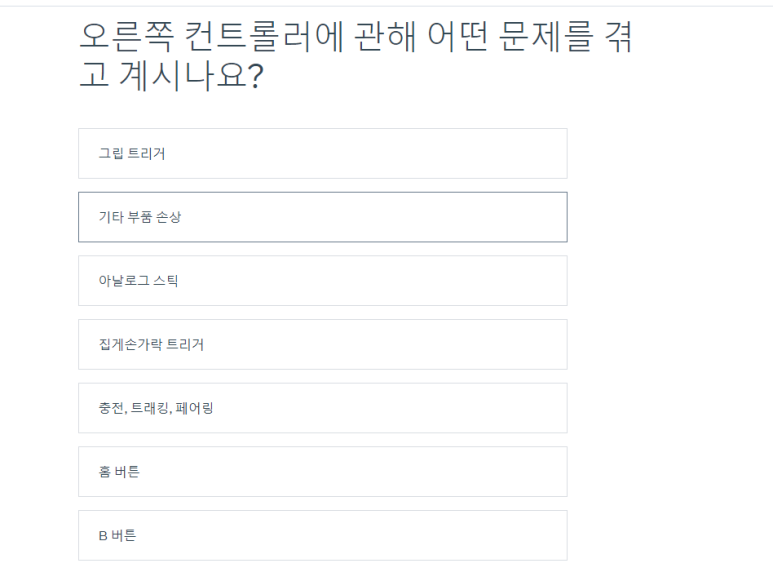 오른쪽 컨트롤러에 관해 어떤 문제를 겪
고 계시나요?
그립 트리거
기타 부품 손상
아날로그 스틱
집게손가락 트리거
충전, 트래킹, 페어링
홈 버튼
B 버튼